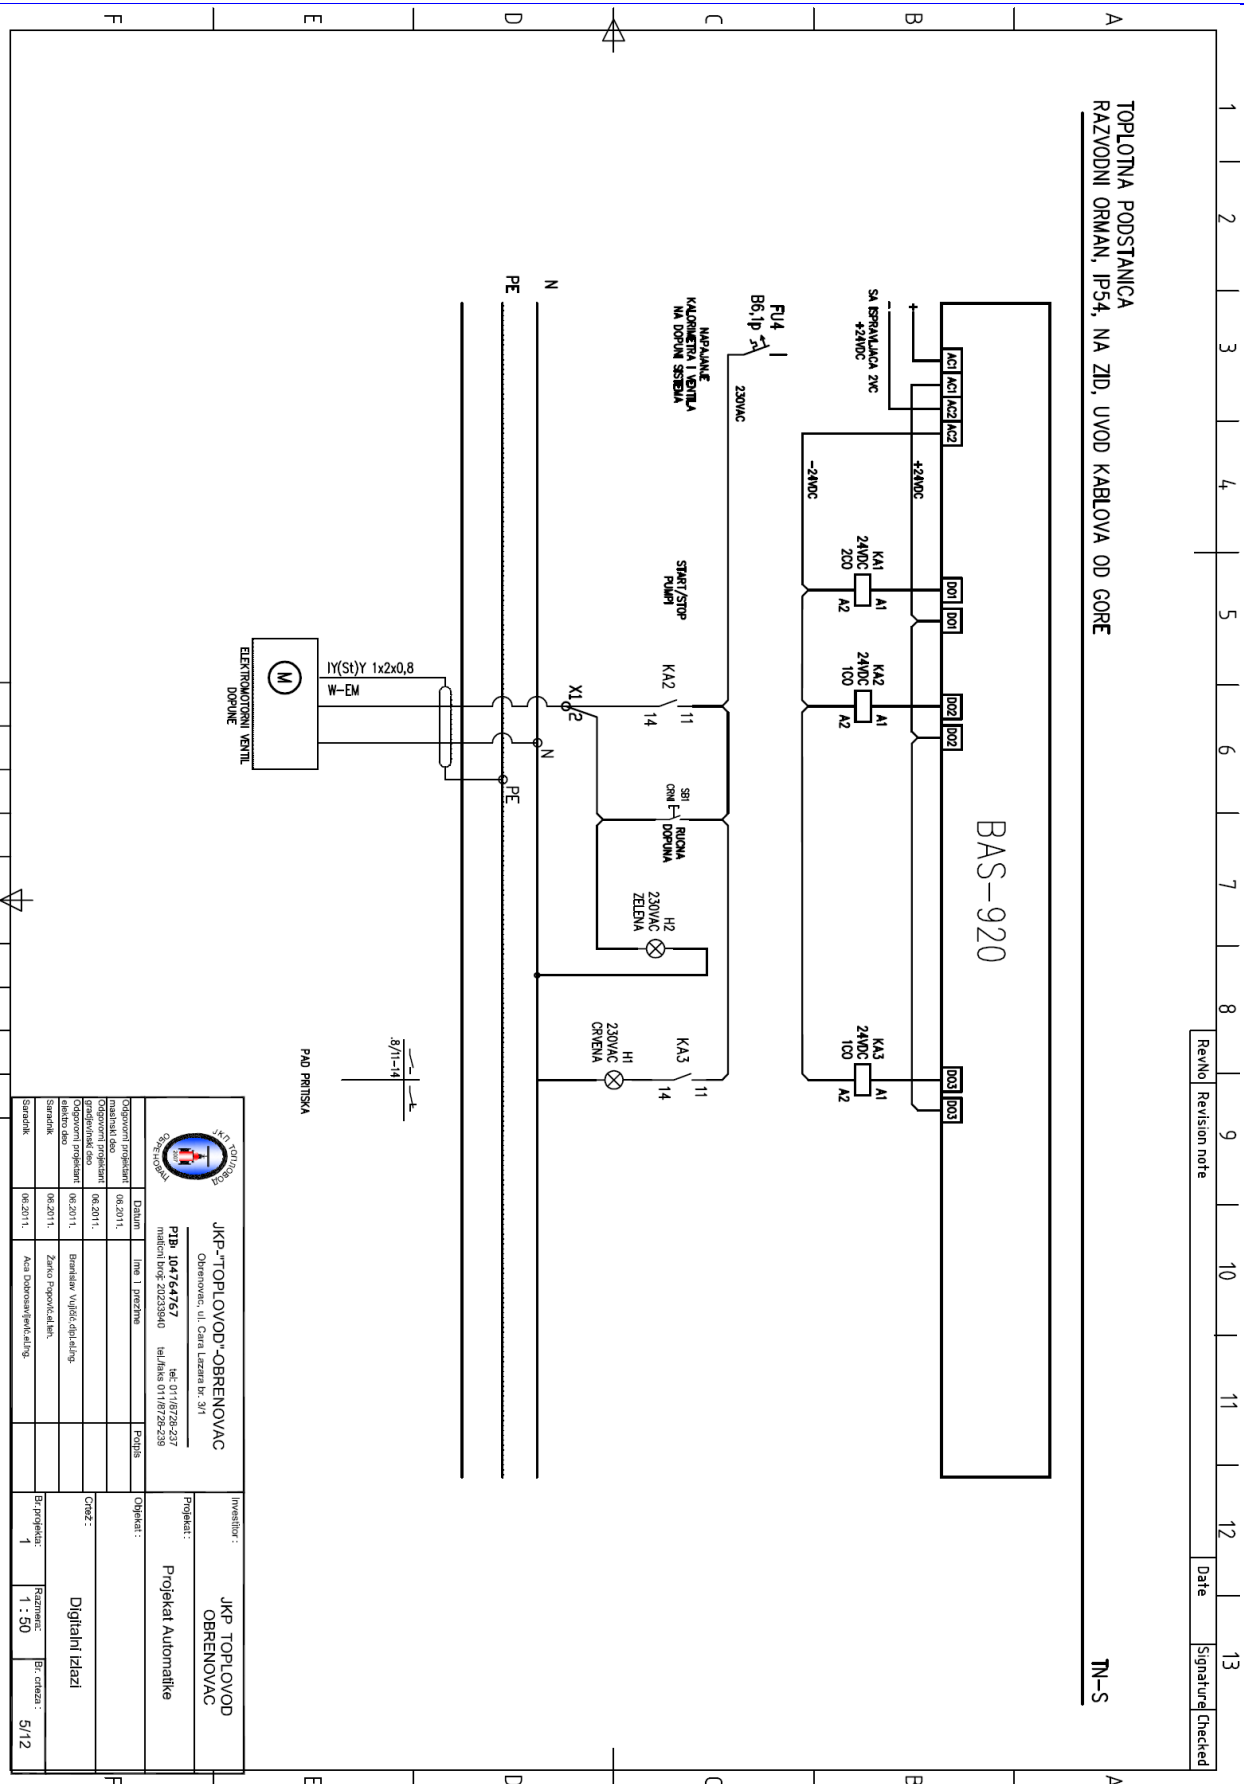 1
2
3
4
5
6
7
8
9
10
11
12
13
A
B
C
D
E
F
A
B
C
D
E
F
RevNo
Revision note
Date
Signature
Checked
TOPLOTNA PODSTANICA
RAZVODNI ORMAN, IP54, NA ZID, UVOD KABLOVA OD GORE
TN-S
BAS-920
AC1
AC1
AC2
AC2
DO1
DO1
DO2
DO2
DO3
DO3
+
-
SA ISPRAVLJACA 2VC
+24VDC
+24VDC
-24VDC
KA1
24VDC
2CO
A1
A2
KA2
24VDC
1CO
A1
A2
KA3
24VDC
1CO
A1
A2
FU4
B6,1p
230VAC
NAPAJANJE
KALORIMETRA I VENTILA
NA DOPUNI SISTEMA
START/STOP
PUMPI
KA2
11
14
SB1
CRNI
RUCNA
DOPUNA
H2
230VAC
ZELENA
KA3
11
14
H1
230VAC
CRVENA
X1
2
N
PE
N
PE
IY(St)Y 1x2x0,8
W-EM
M
ELEKTROMOTORNI VENTIL
DOPUNE
.8/11-14
PAD PRITISKA
ЈКП ТОПЛОВОД
ОБРЕНОВАЦ
2007
JKP-"TOPLOVOD"-OBRENOVAC
Obrenovac, ul. Cara Lazara br. 3/1
PIB: 104764767 tel: 011/8728-237
maticni broj: 20233940 tel./faks 011/8728-239
Datum
Ime i prezime
Potpis
Odgovorni projektant
masinski deo
06.2011.
Odgovorni projektant
gradjevinski deo
06.2011.
Odgovorni projektant
elektro deo
06.2011.
Branislav Vujičić,dipl.el.ing.
Saradnik
06.2011.
Žarko Popović,el.teh.
Saradnik
06.2011.
Aca Dobrosavljević,el.ing.
Investitor :
JKP TOPLOVOD
OBRENOVAC
Projekat :
Projekat Automatike
Objekat :
Crtež :
Digitalni izlazi
Br.projekta:
1
Razmera:
1 : 50
Br. crteza :
5/12